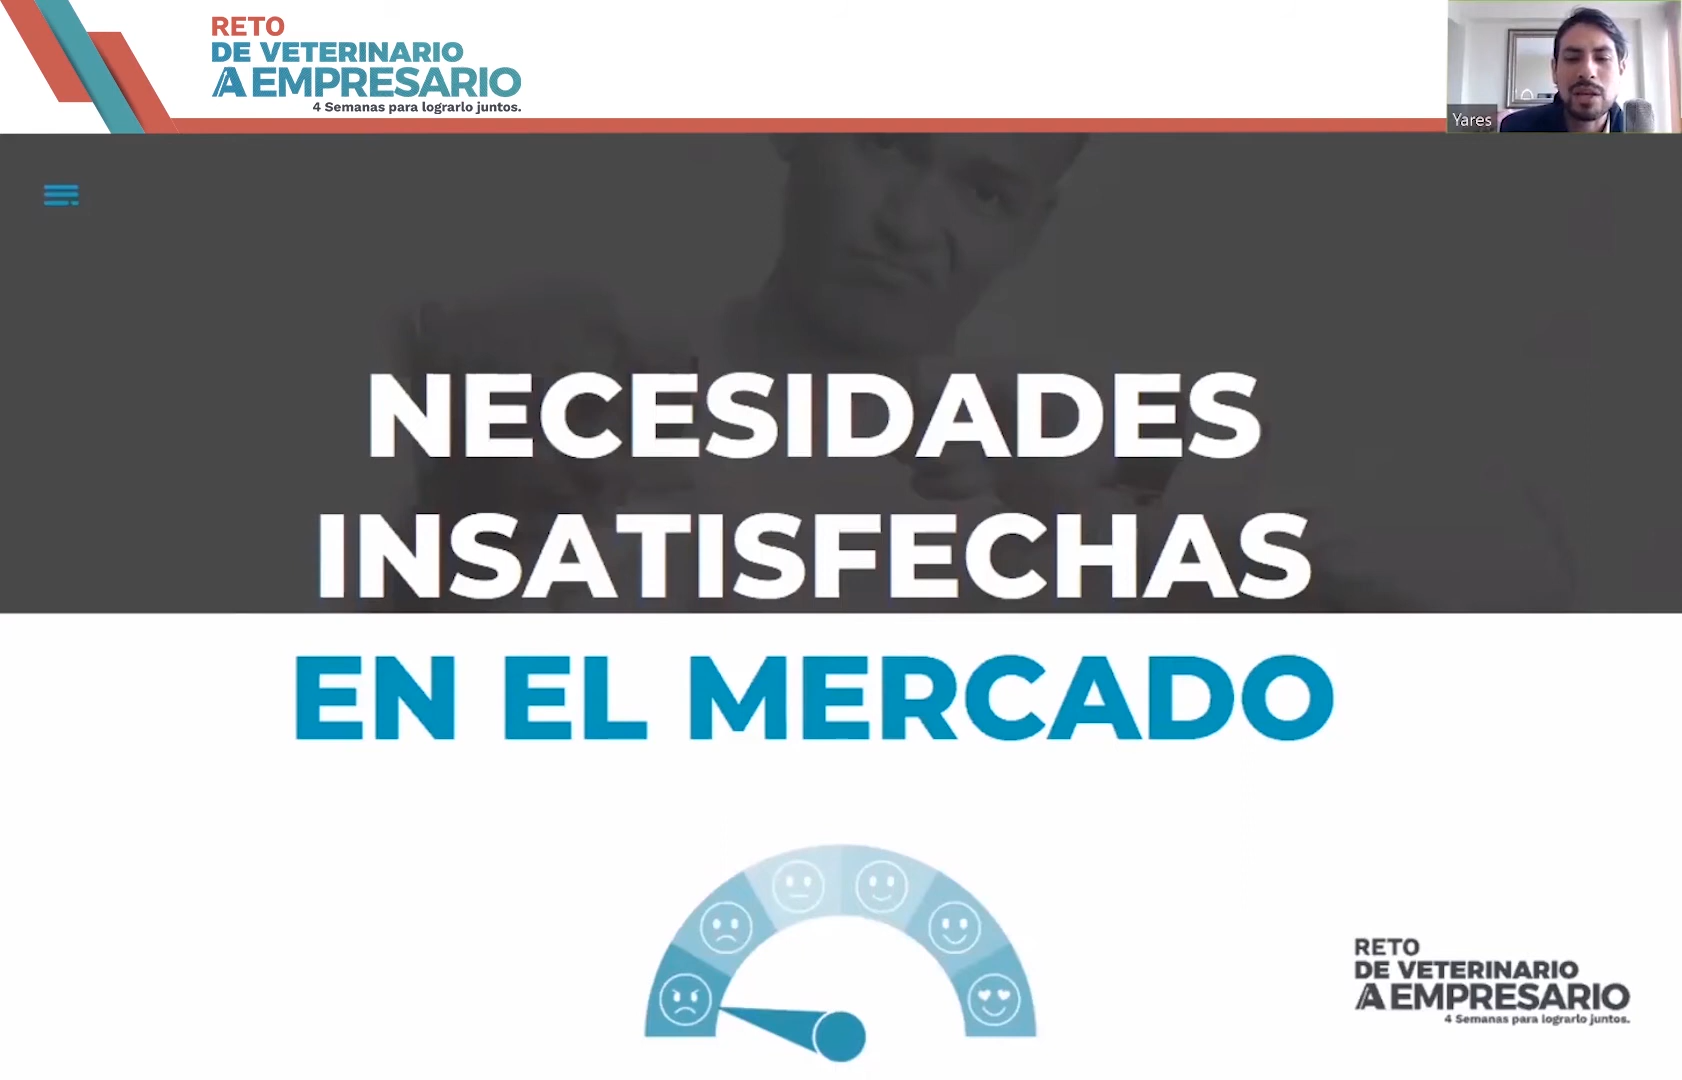 RETO
DE VETERINARIO
A EMPRESARIO
4 Semanas para lograrlo juntos.
Yares
NECESIDADES
INSATISFECHAS
EN EL MERCADO
RETO
DE VETERINARIO
A EMPRESARIO
4 Semanas para lograrlo juntos.